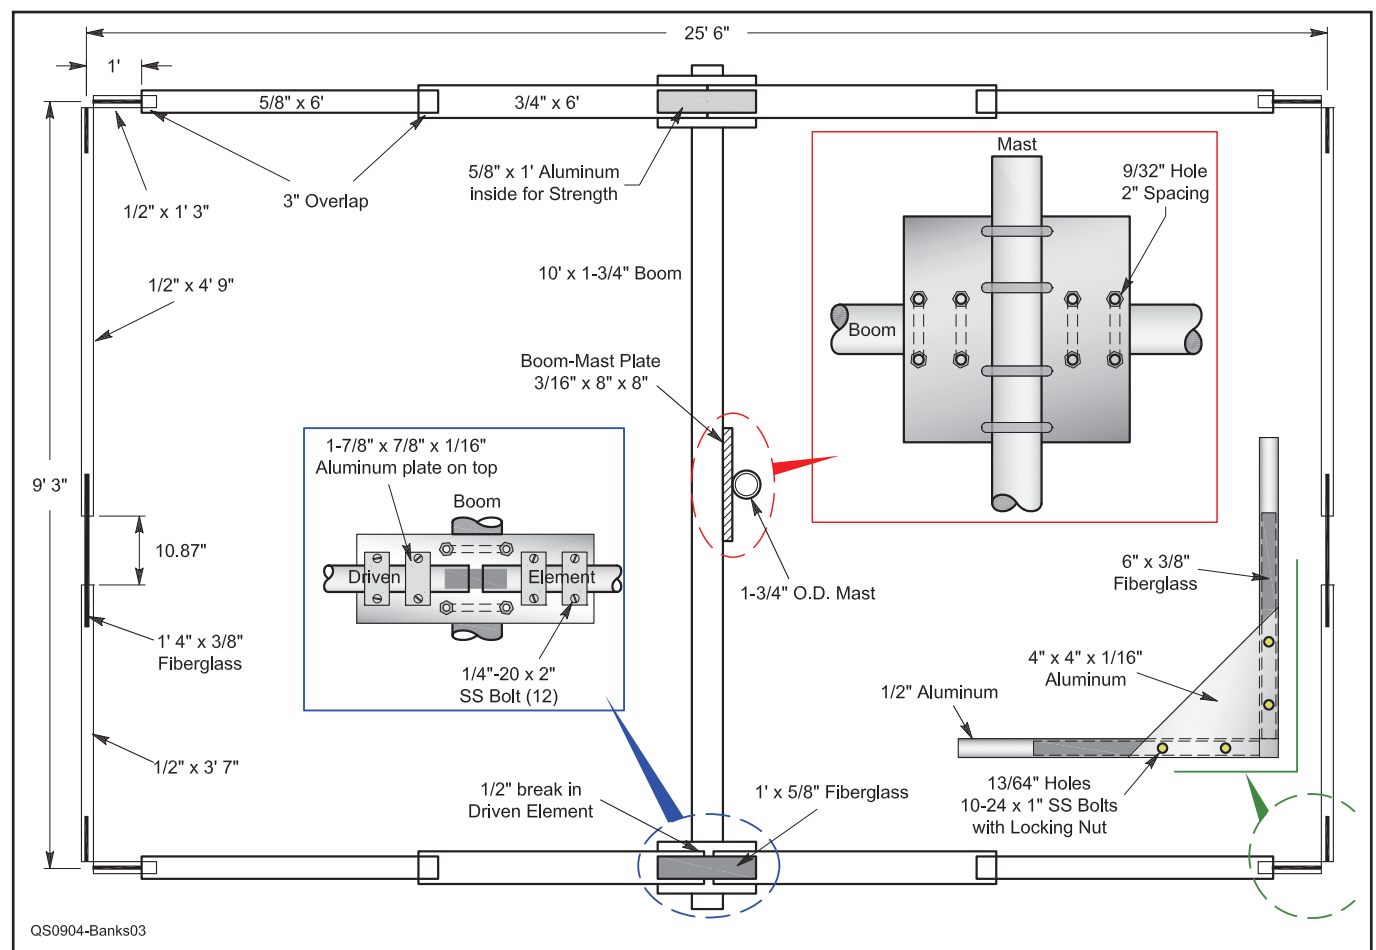 25' 6"
1'
5/8" x 6'
3/4" x 6'
5/8" x 1' Aluminum
inside for Strength
3" Overlap
1/2" x 1' 3"
1/2" x 4' 9"
10' x 1-3/4" Boom
Mast
9/32" Hole
2" Spacing
Boom
Boom-Mast Plate
3/16" x 8" x 8"
1-7/8" x 7/8" x 1/16"
Aluminum plate on top
Boom
Driven Element
1/4"-20 x 2"
SS Bolt (12)
9' 3"
10.87"
1' 4" x 3/8"
Fiberglass
1/2" x 3' 7"
1-3/4" O.D. Mast
6" x 3/8"
Fiberglass
4" x 4" x 1/16"
Aluminum
1/2" Aluminum
13/64" Holes
10-24 x 1" SS Bolts
with Locking Nut
1/2" break in
Driven Element
1' x 5/8" Fiberglass
QS0904-Banks03